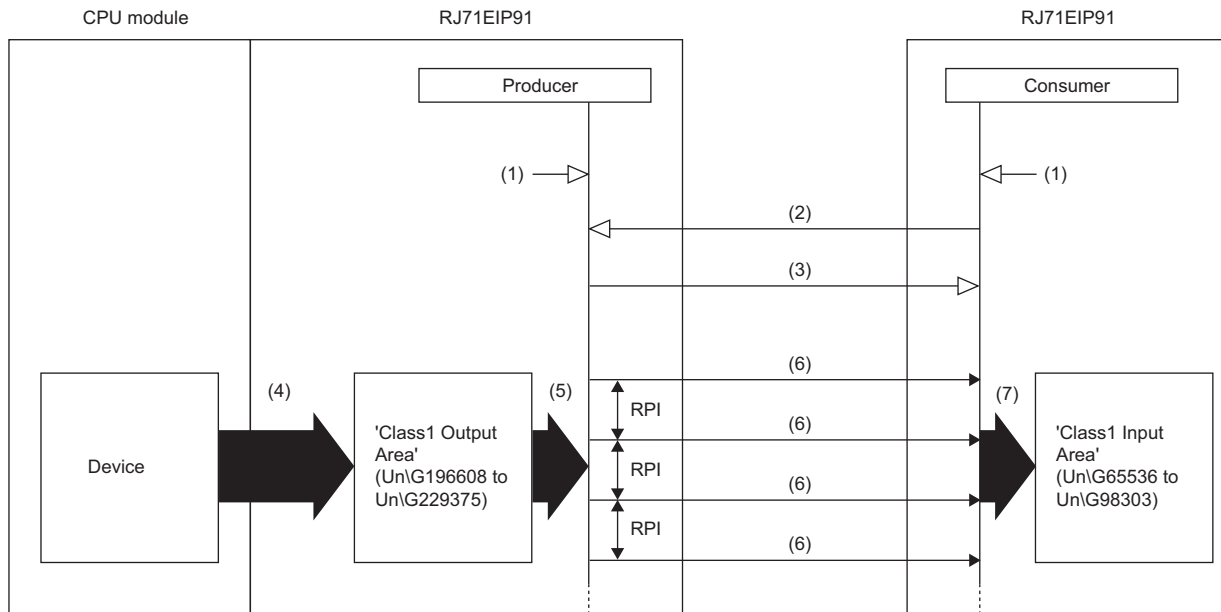 CPU module
RJ71EIP91
RJ71EIP91
Producer
Consumer
(1)
(1)
(2)
(3)
(4)
(5)
(6)
(7)
RPI
(6)
RPI
(6)
RPI
(6)
Device
'Class1 Output
Area'
(Un\G196608 to
Un\G229375)
'Class1 Input
Area'
(Un\G65536 to
Un\G98303)